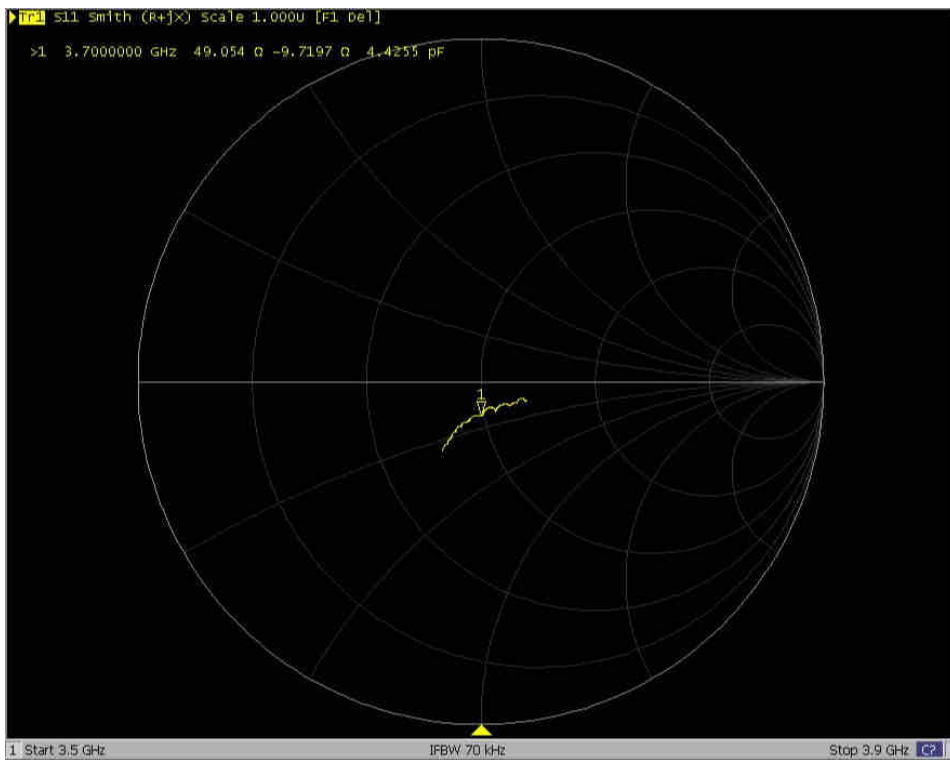 Tr1 S11 Smith (R+jX) Scale 1.000U [F1 Del]
>1 3.7000000 GHz 49.054 Ω -9.7197 Ω 4.4255 pF
1
1 Start 3.5 GHz IFBW 70 kHz Stop 3.9 GHz C?